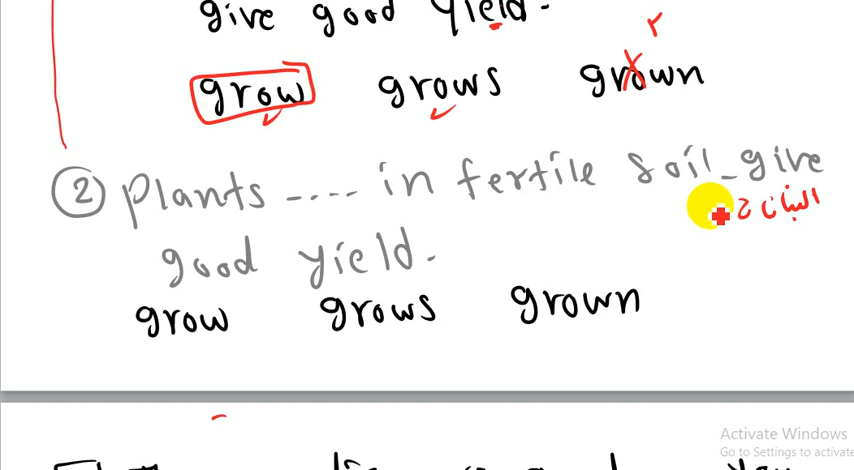 give good yield.
grow grows grown
② plants ..... in fertile soil - give
good yield.
grow grows grown
Activate Windows
Go to Settings to activate